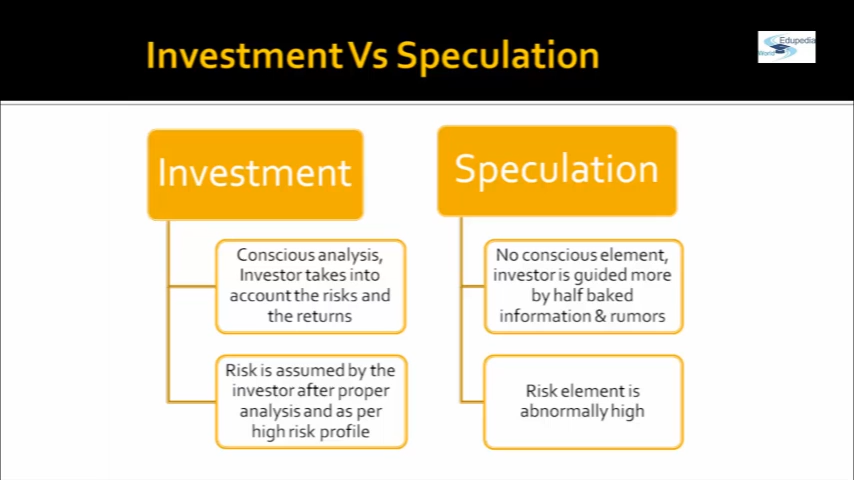 Investment Vs Speculation
Edupedia
World
Investment
Conscious analysis,
Investor takes into
account the risks and
the returns
Risk is assumed by the
investor after proper
analysis and as per
high risk profile
Speculation
No conscious element,
investor is guided more
by half baked
information & rumors
Risk element is
abnormally high